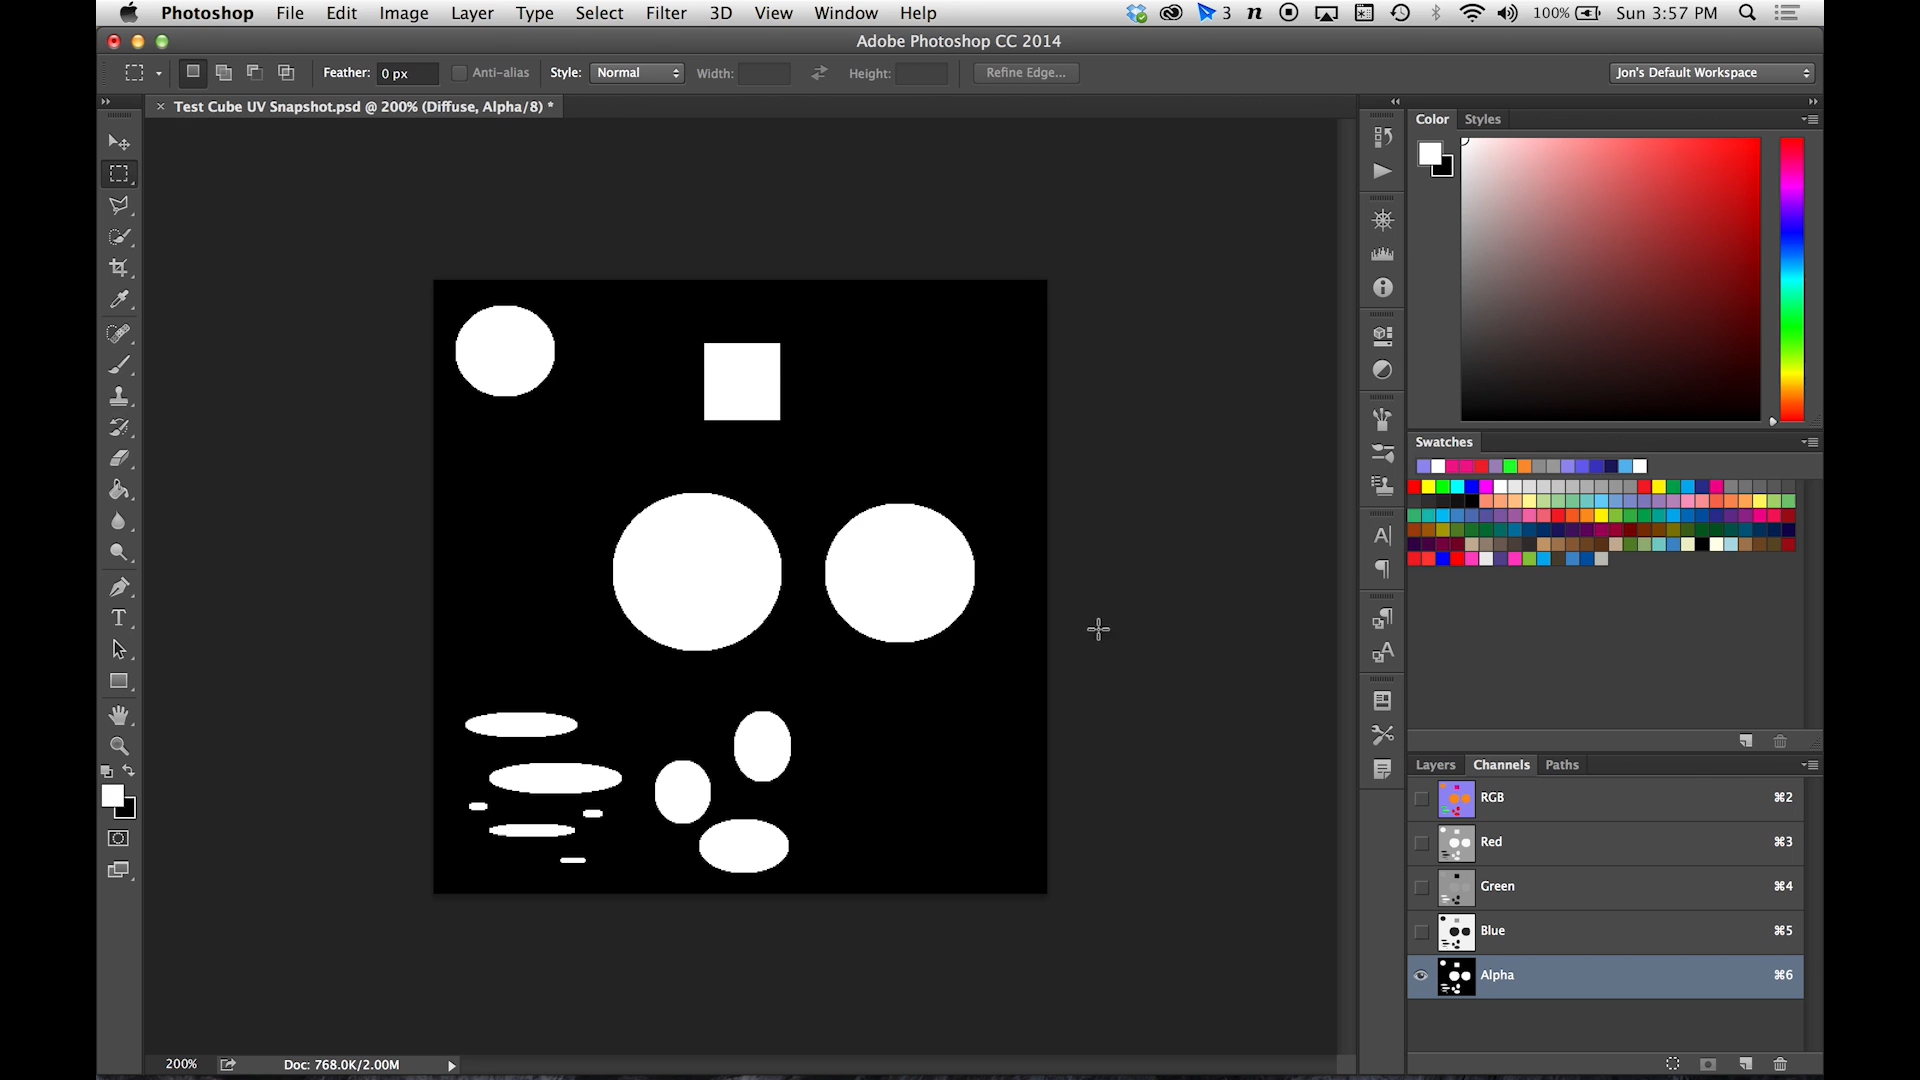 Photoshop File Edit Image Layer Type Select Filter 3D View Window Help 3 100% Sun 3:57 PM
Adobe Photoshop CC 2014
Feather: 0 px Anti-alias Style: Normal Width: Height: Refine Edge... Jon's Default Workspace
Test Cube UV Snapshot.psd @ 200% (Diffuse, Alpha/8) *
Color Styles
Swatches
Layers Channels Paths
RGB ⌘2
Red ⌘3
Green ⌘4
Blue ⌘5
Alpha ⌘6
200% Doc: 768.0K/2.00M